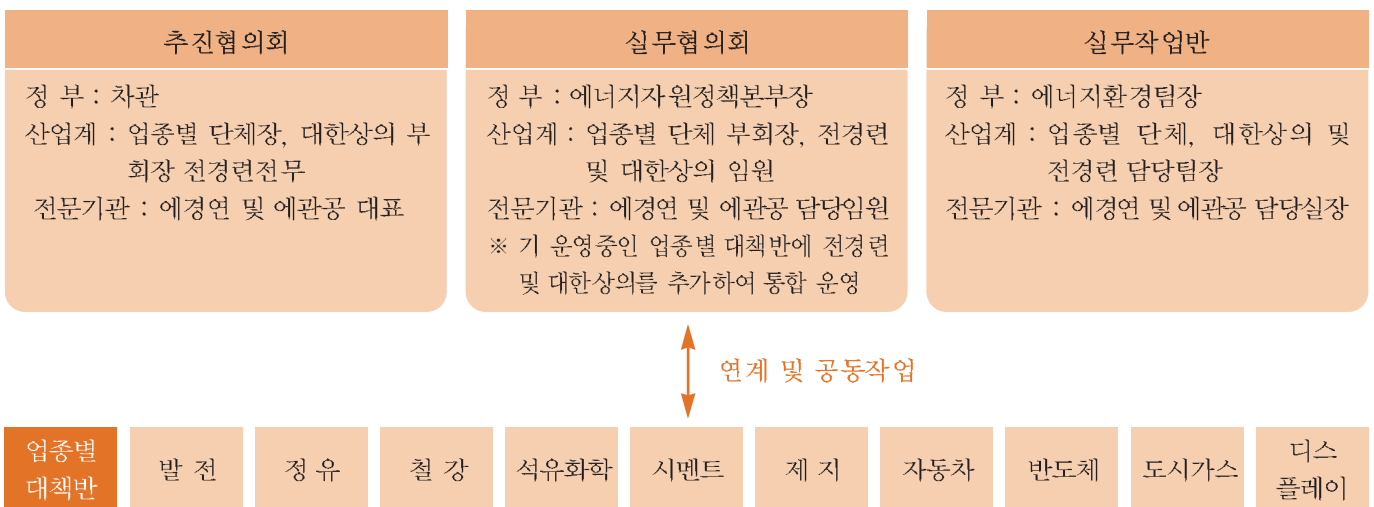 추진협의회
정 부 : 차관
산업계 : 업종별 단체장, 대한상의 부
회장 전경련전무
전문기관 : 에경연 및 에관공 대표
실무협의회
정 부 : 에너지자원정책본부장
산업계 : 업종별 단체 부회장, 전경련
및 대한상의 임원
전문기관 : 에경연 및 에관공 담당임원
※ 기 운영중인 업종별 대책반에 전경련
및 대한상의를 추가하여 통합 운영
실무작업반
정 부 : 에너지환경팀장
산업계 : 업종별 단체, 대한상의 및
전경련 담당팀장
전문기관 : 에경연 및 에관공 담당실장
연계 및 공동작업
업종별
대책반
발 전
정 유
철 강
석유화학
시멘트
제 지
자동차
반도체
도시가스
디스
플레이